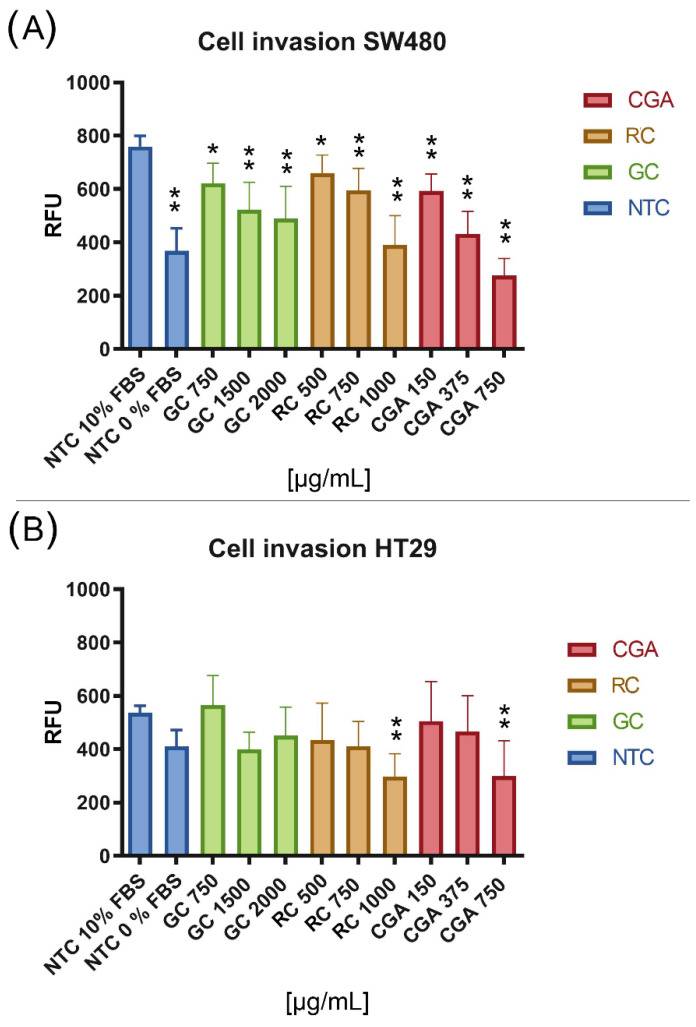 (A)
Cell invasion SW480
1000
800
600
400
200
0
RFU
* *
*
* *
* *
*
* *
* *
* *
* *
* *
CGA
RC
GC
NTC
NTC 10% FBS
NTC 0 % FBS
GC 750
GC 1500
GC 2000
RC 500
RC 750
RC 1000
CGA 150
CGA 375
CGA 750
[µg/mL]
(B)
Cell invasion HT29
1000
800
600
400
200
0
RFU
* *
* *
CGA
RC
GC
NTC
NTC 10% FBS
NTC 0 % FBS
GC 750
GC 1500
GC 2000
RC 500
RC 750
RC 1000
CGA 150
CGA 375
CGA 750
[µg/mL]